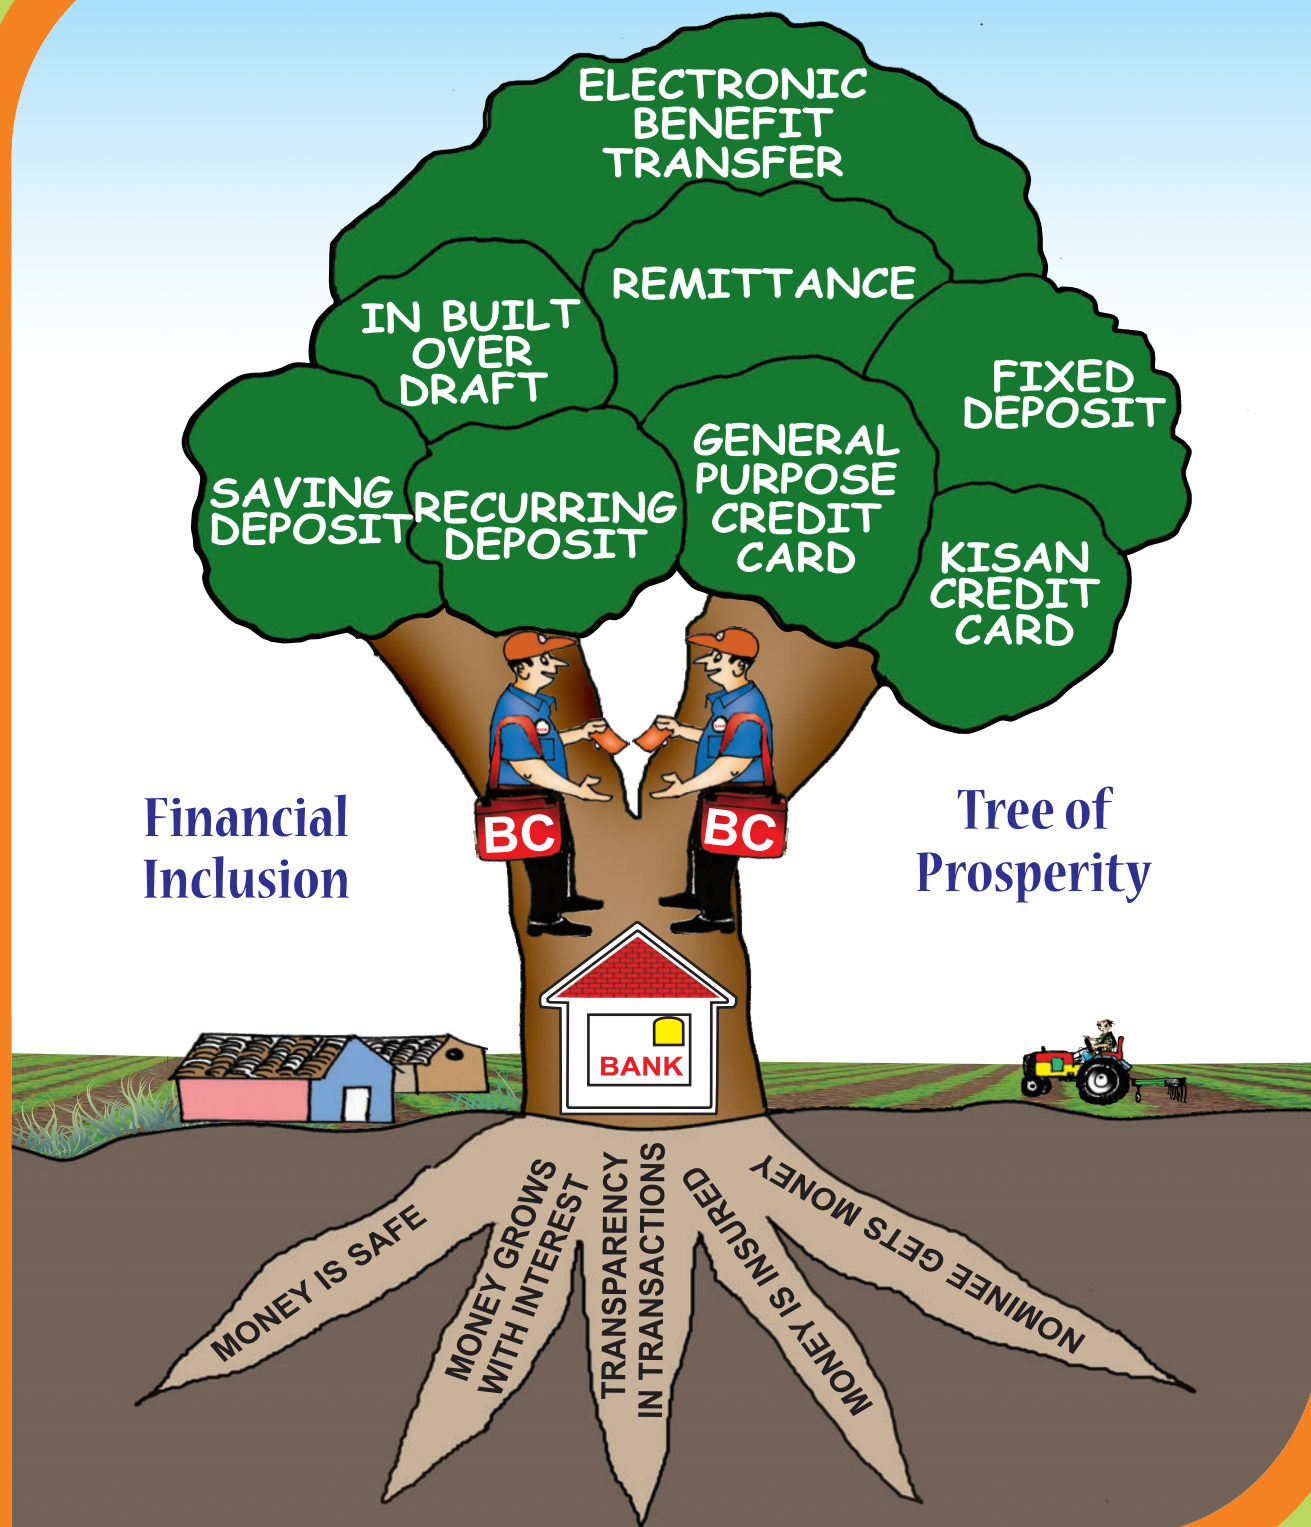 ELECTRONIC
BENEFIT
TRANSFER
REMITTANCE
IN BUILT
OVER
DRAFT
FIXED
DEPOSIT
GENERAL
PURPOSE
CREDIT
CARD
SAVING
DEPOSIT
RECURRING
DEPOSIT
KISAN
CREDIT
CARD
BANK
BANK
BC
BC
Financial
Inclusion
Tree of
Prosperity
BANK
MONEY IS SAFE
MONEY GROWS
WITH INTEREST
TRANSPARENCY
IN TRANSACTIONS
MONEY IS INSURED
NOMINEE GETS MONEY